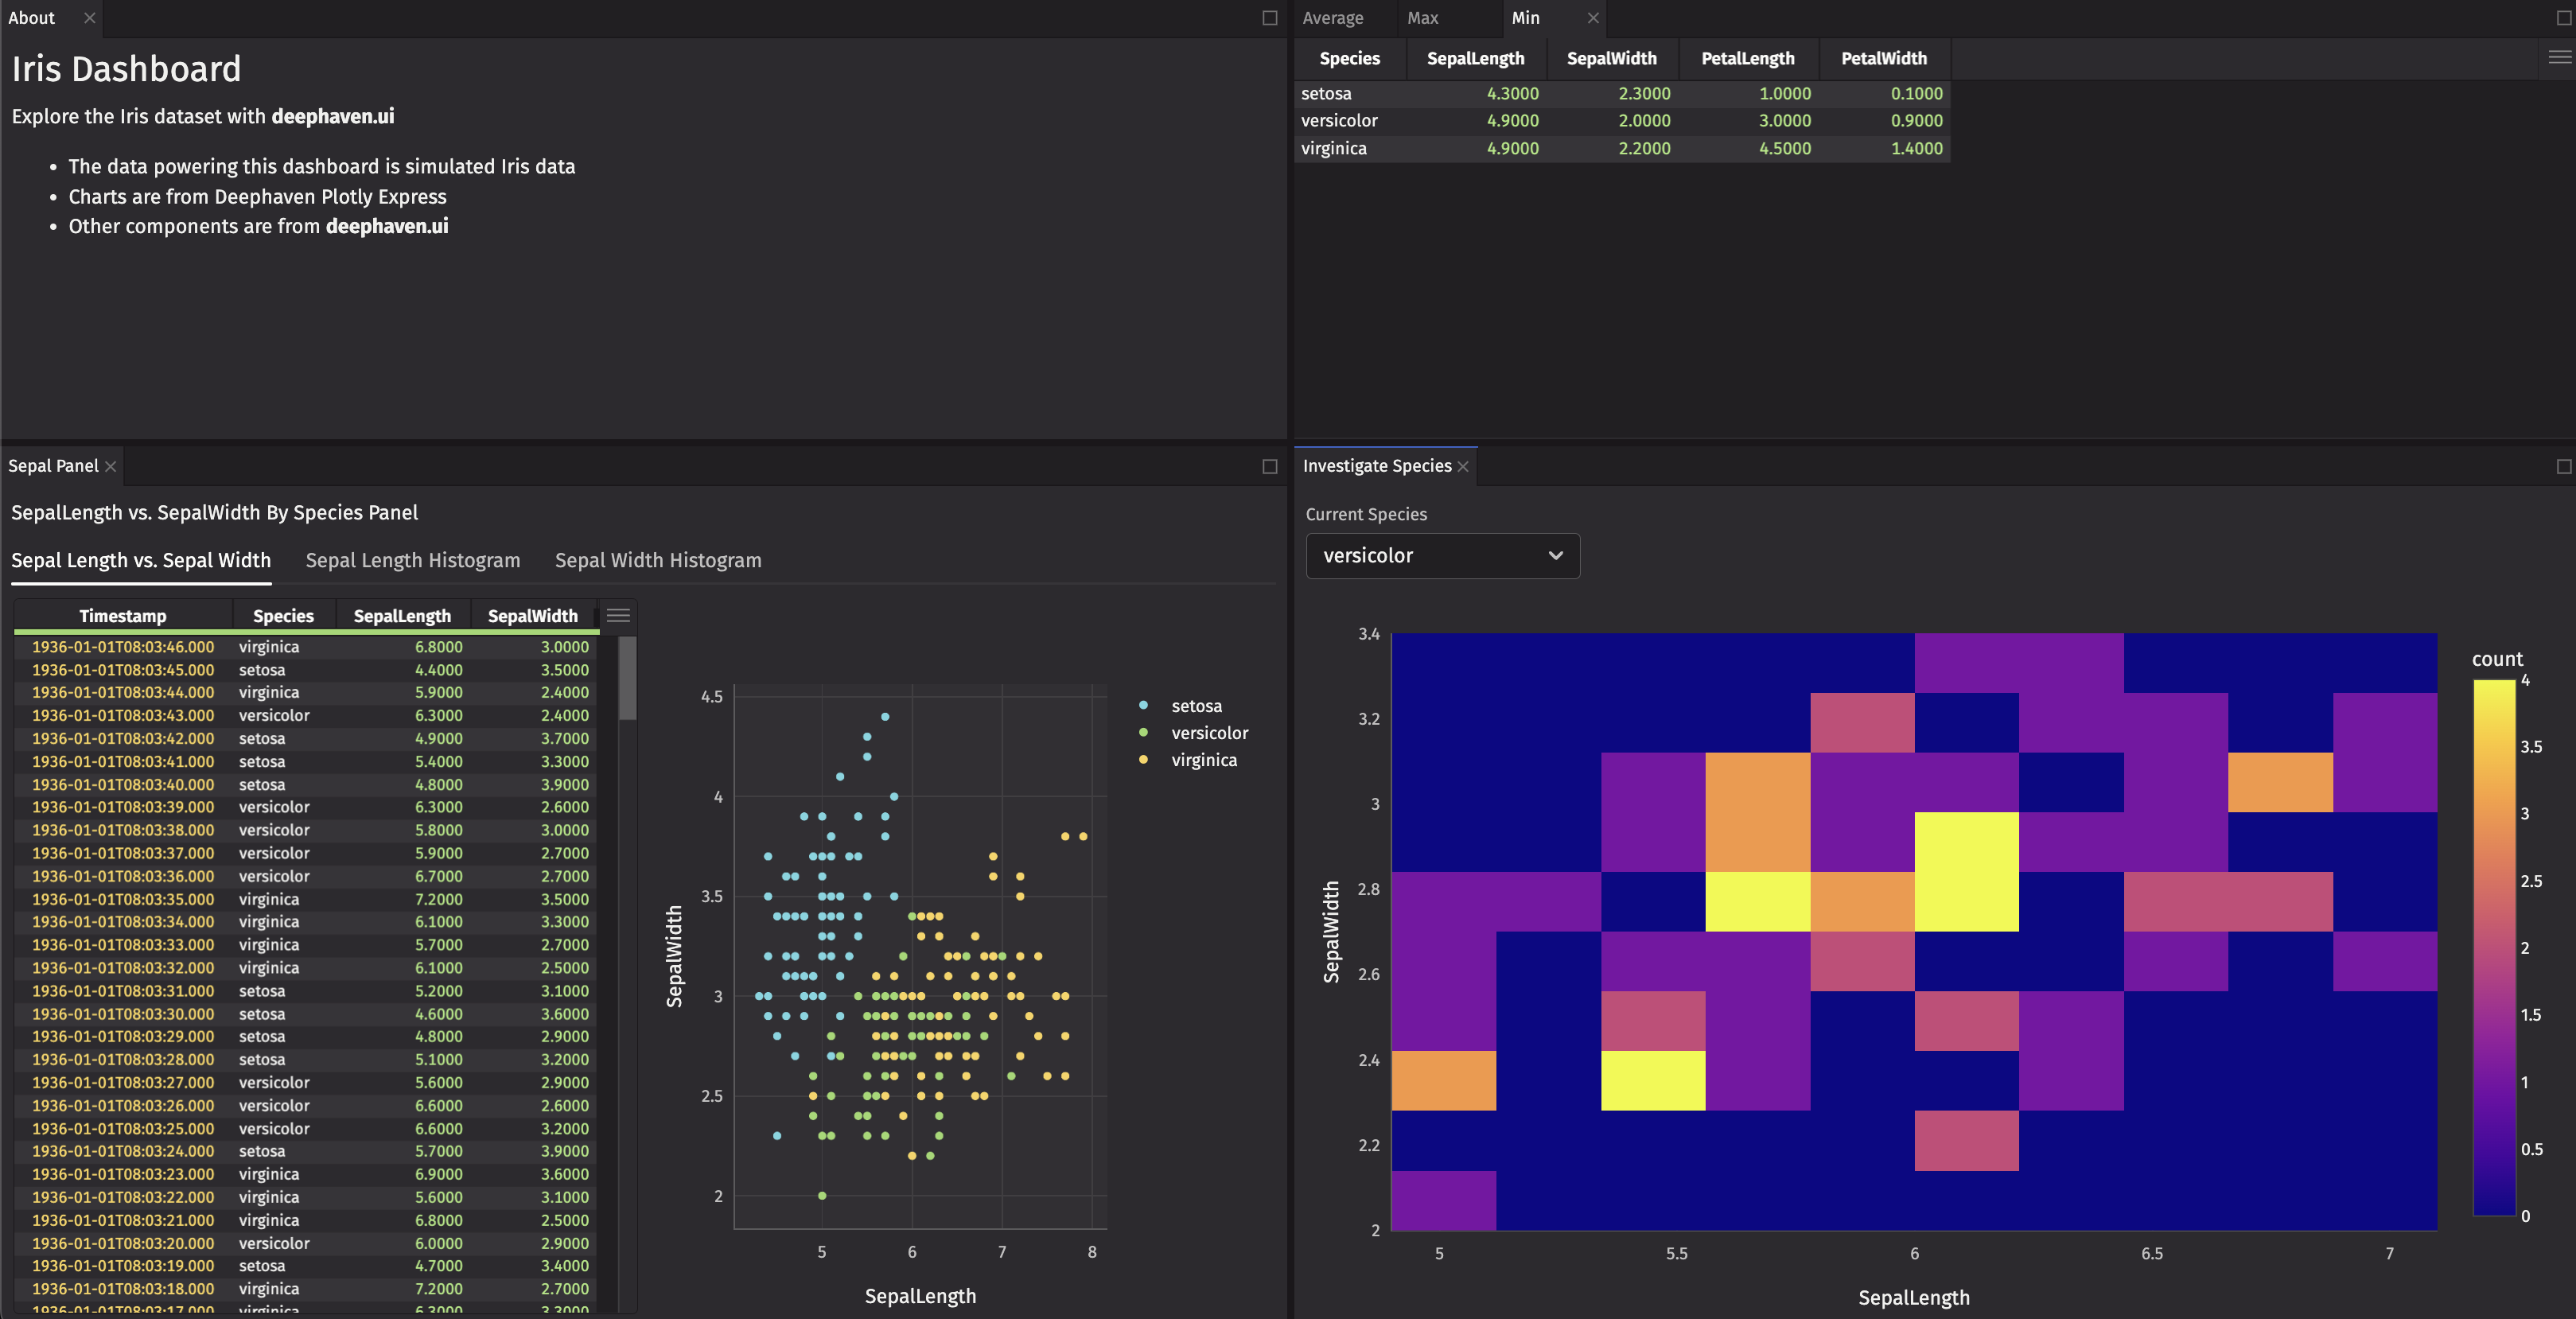 About
Iris Dashboard
Explore the Iris dataset with deephaven.ui
• The data powering this dashboard is simulated Iris data
• Charts are from Deephaven Plotly Express
• Other components are from deephaven.ui
Average Max Min
Species SepalLength SepalWidth PetalLength PetalWidth
setosa 4.3000 2.3000 1.0000 0.1000
versicolor 4.9000 2.0000 3.0000 0.9000
virginica 4.9000 2.2000 4.5000 1.4000
Sepal Panel
SepalLength vs. SepalWidth By Species Panel
Sepal Length vs. Sepal Width Sepal Length Histogram Sepal Width Histogram
Timestamp Species SepalLength SepalWidth
1936-01-01T08:03:46.000 virginica 6.8000 3.0000
1936-01-01T08:03:45.000 setosa 4.4000 3.5000
1936-01-01T08:03:44.000 virginica 5.9000 2.4000
1936-01-01T08:03:43.000 versicolor 6.3000 2.4000
1936-01-01T08:03:42.000 setosa 4.9000 3.7000
1936-01-01T08:03:41.000 setosa 5.4000 3.3000
1936-01-01T08:03:40.000 setosa 4.8000 3.9000
1936-01-01T08:03:39.000 versicolor 6.3000 2.6000
1936-01-01T08:03:38.000 versicolor 5.8000 3.0000
1936-01-01T08:03:37.000 versicolor 5.9000 2.7000
1936-01-01T08:03:36.000 versicolor 6.7000 2.7000
1936-01-01T08:03:35.000 virginica 7.2000 3.5000
1936-01-01T08:03:34.000 virginica 6.1000 3.3000
1936-01-01T08:03:33.000 virginica 5.7000 2.7000
1936-01-01T08:03:32.000 virginica 6.1000 2.5000
1936-01-01T08:03:31.000 setosa 5.2000 3.1000
1936-01-01T08:03:30.000 setosa 4.6000 3.6000
1936-01-01T08:03:29.000 setosa 4.8000 2.9000
1936-01-01T08:03:28.000 setosa 5.1000 3.2000
1936-01-01T08:03:27.000 versicolor 5.6000 2.9000
1936-01-01T08:03:26.000 versicolor 6.6000 2.6000
1936-01-01T08:03:25.000 versicolor 6.6000 3.2000
1936-01-01T08:03:24.000 setosa 5.7000 3.9000
1936-01-01T08:03:23.000 virginica 6.9000 3.6000
1936-01-01T08:03:22.000 virginica 5.6000 3.1000
1936-01-01T08:03:21.000 virginica 6.8000 2.5000
1936-01-01T08:03:20.000 versicolor 6.0000 2.9000
1936-01-01T08:03:19.000 setosa 4.7000 3.4000
1936-01-01T08:03:18.000 virginica 7.2000 2.7000
1936-01-01T08:03:17.000 virginica 6.3000 3.3000
SepalWidth
4.5
4
3.5
3
2.5
2
5 6 7 8
SepalLength
setosa
versicolor
virginica
Investigate Species
Current Species
versicolor
SepalWidth
3.4
3.2
3
2.8
2.6
2.4
2.2
2
5 5.5 6 6.5 7
SepalLength
count
4
3.5
3
2.5
2
1.5
1
0.5
0